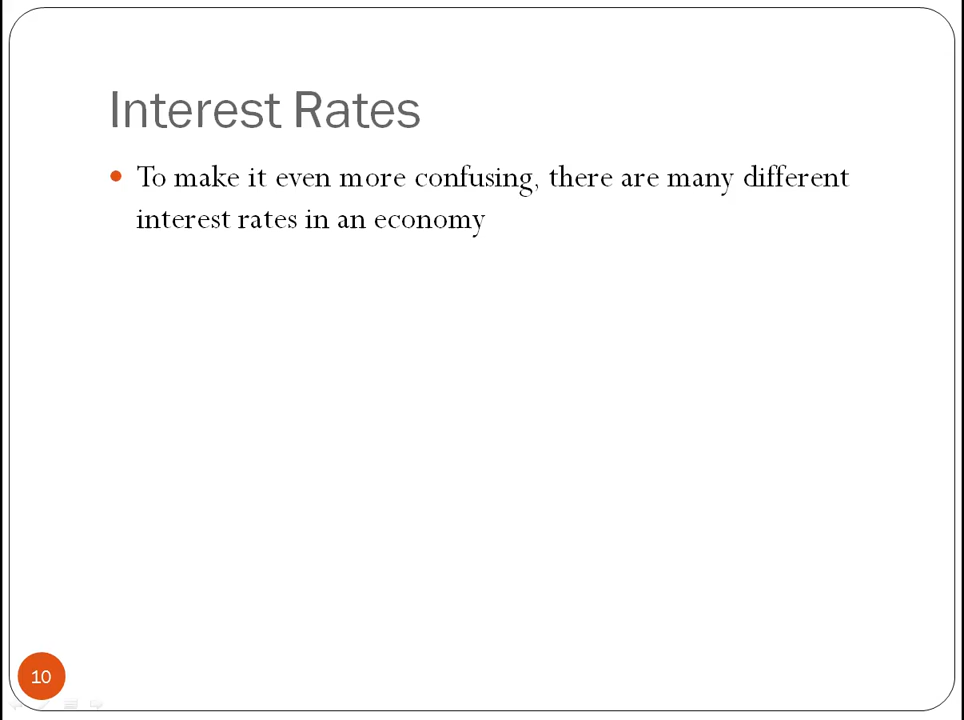 Interest Rates
To make it even more confusing, there are many different
interest rates in an economy
10